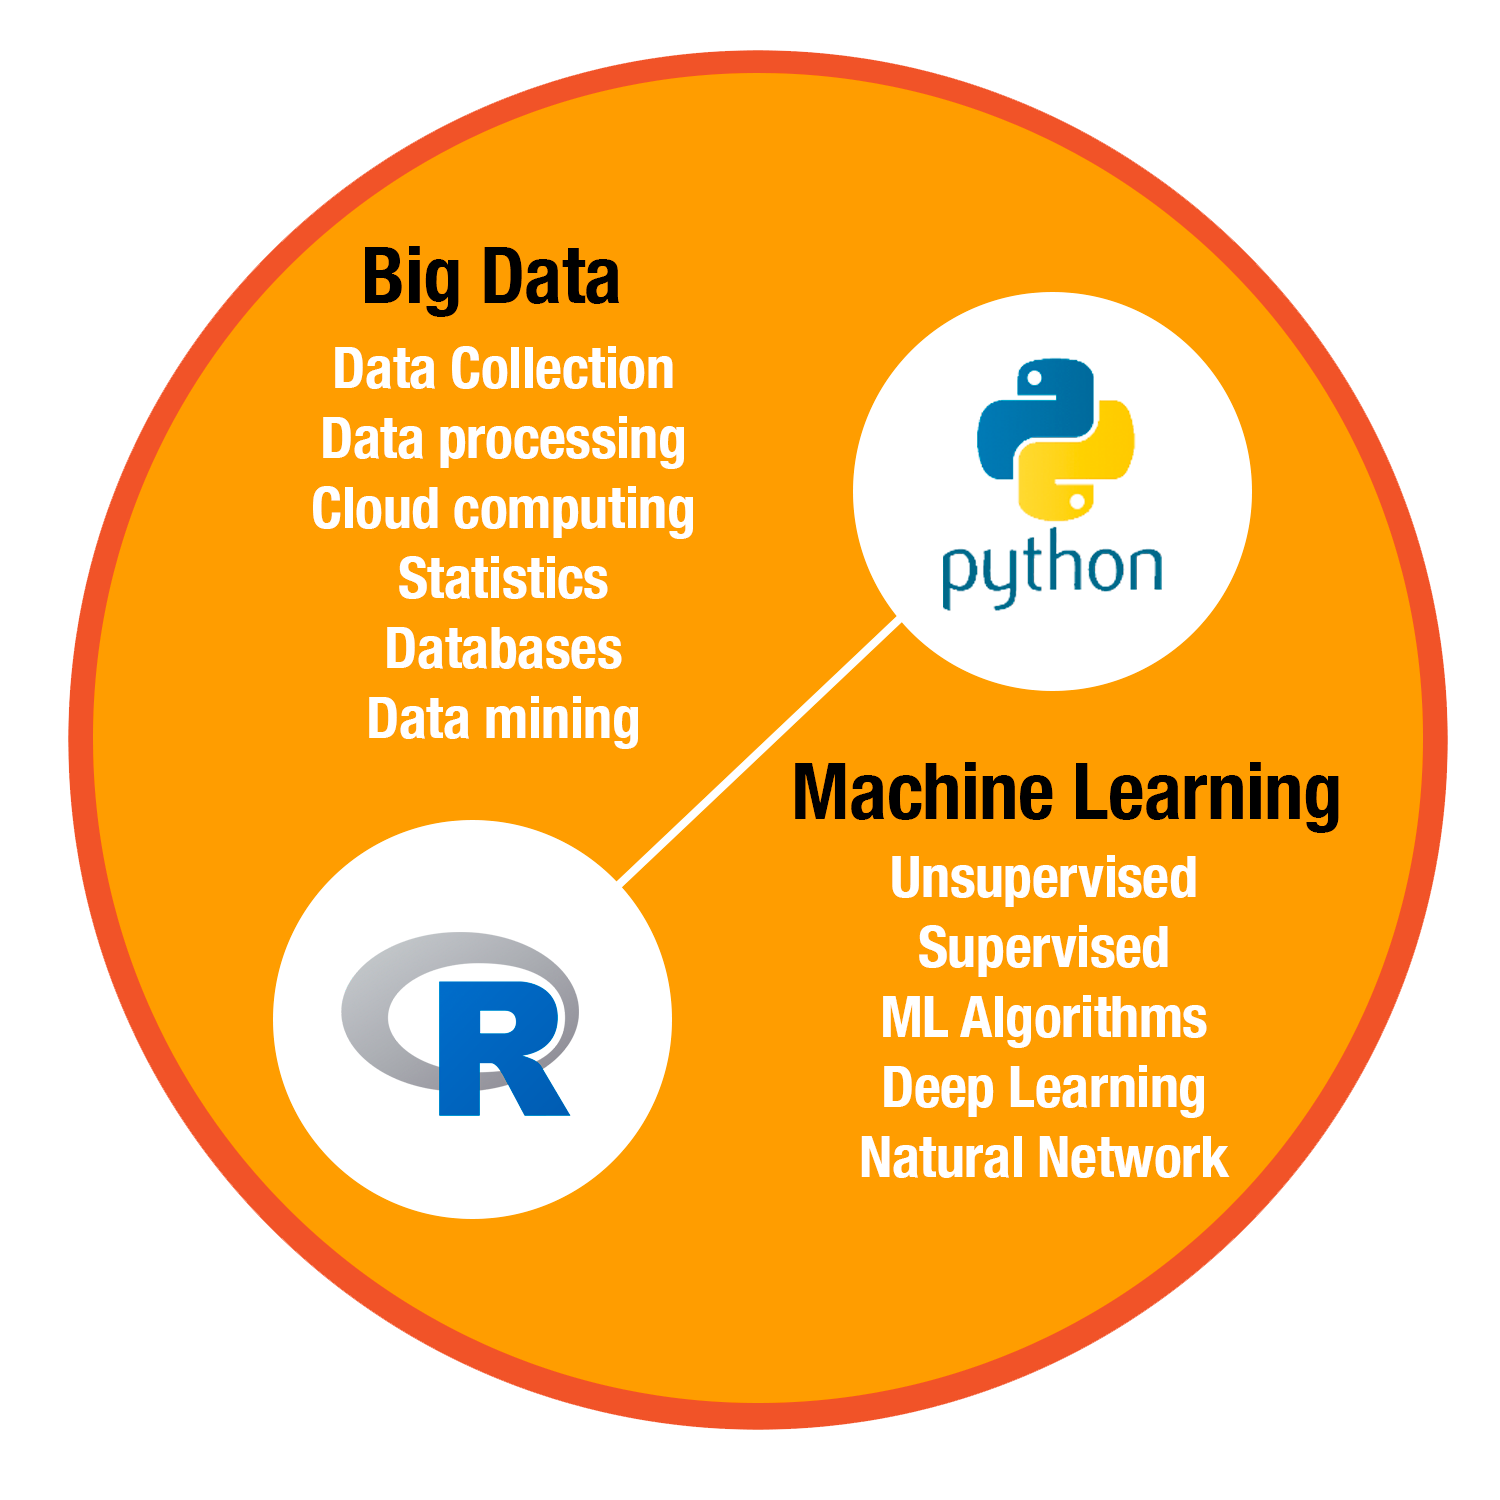 Big Data
Data Collection
Data processing
Cloud computing
Statistics
Databases
Data mining
python
R
Machine Learning
Unsupervised
Supervised
ML Algorithms
Deep Learning
Natural Network